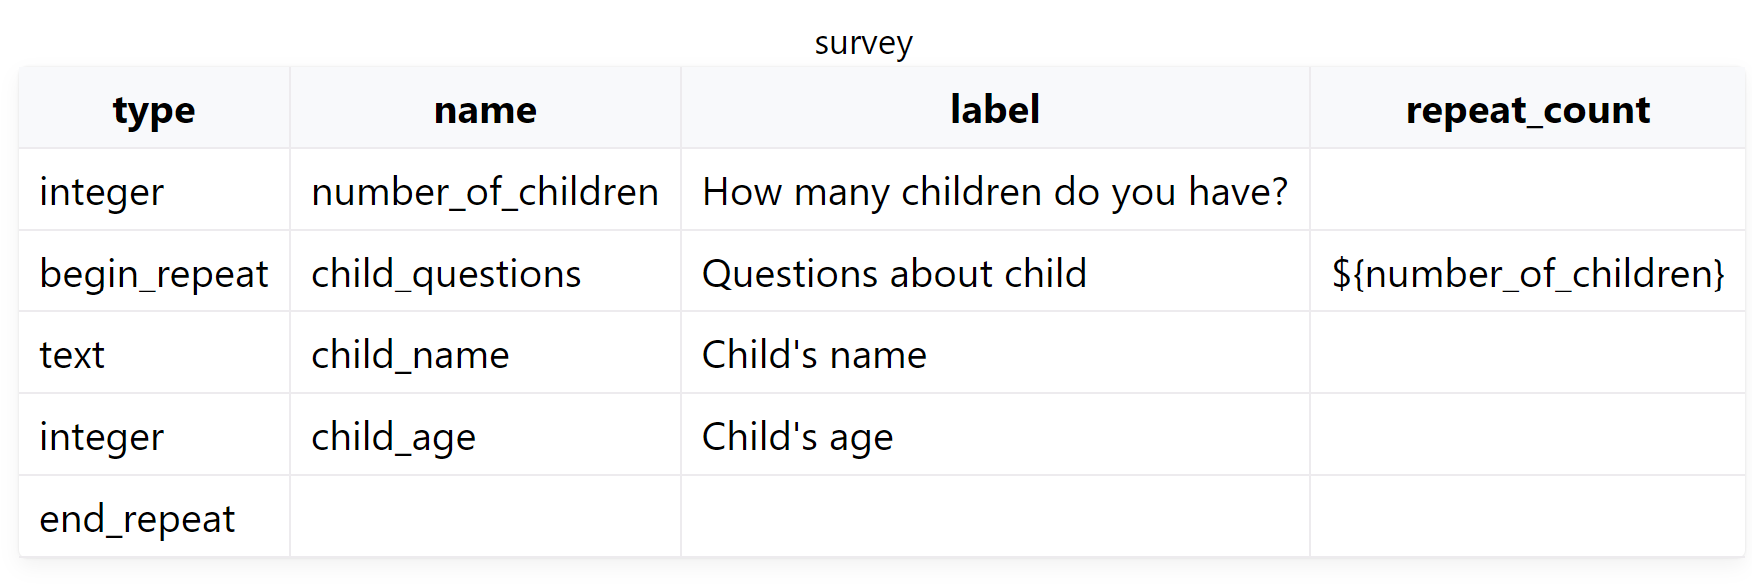 survey
type name label repeat_count
integer number_of_children How many children do you have?
begin_repeat child_questions Questions about child ${number_of_children}
text child_name Child's name
integer child_age Child's age
end_repeat